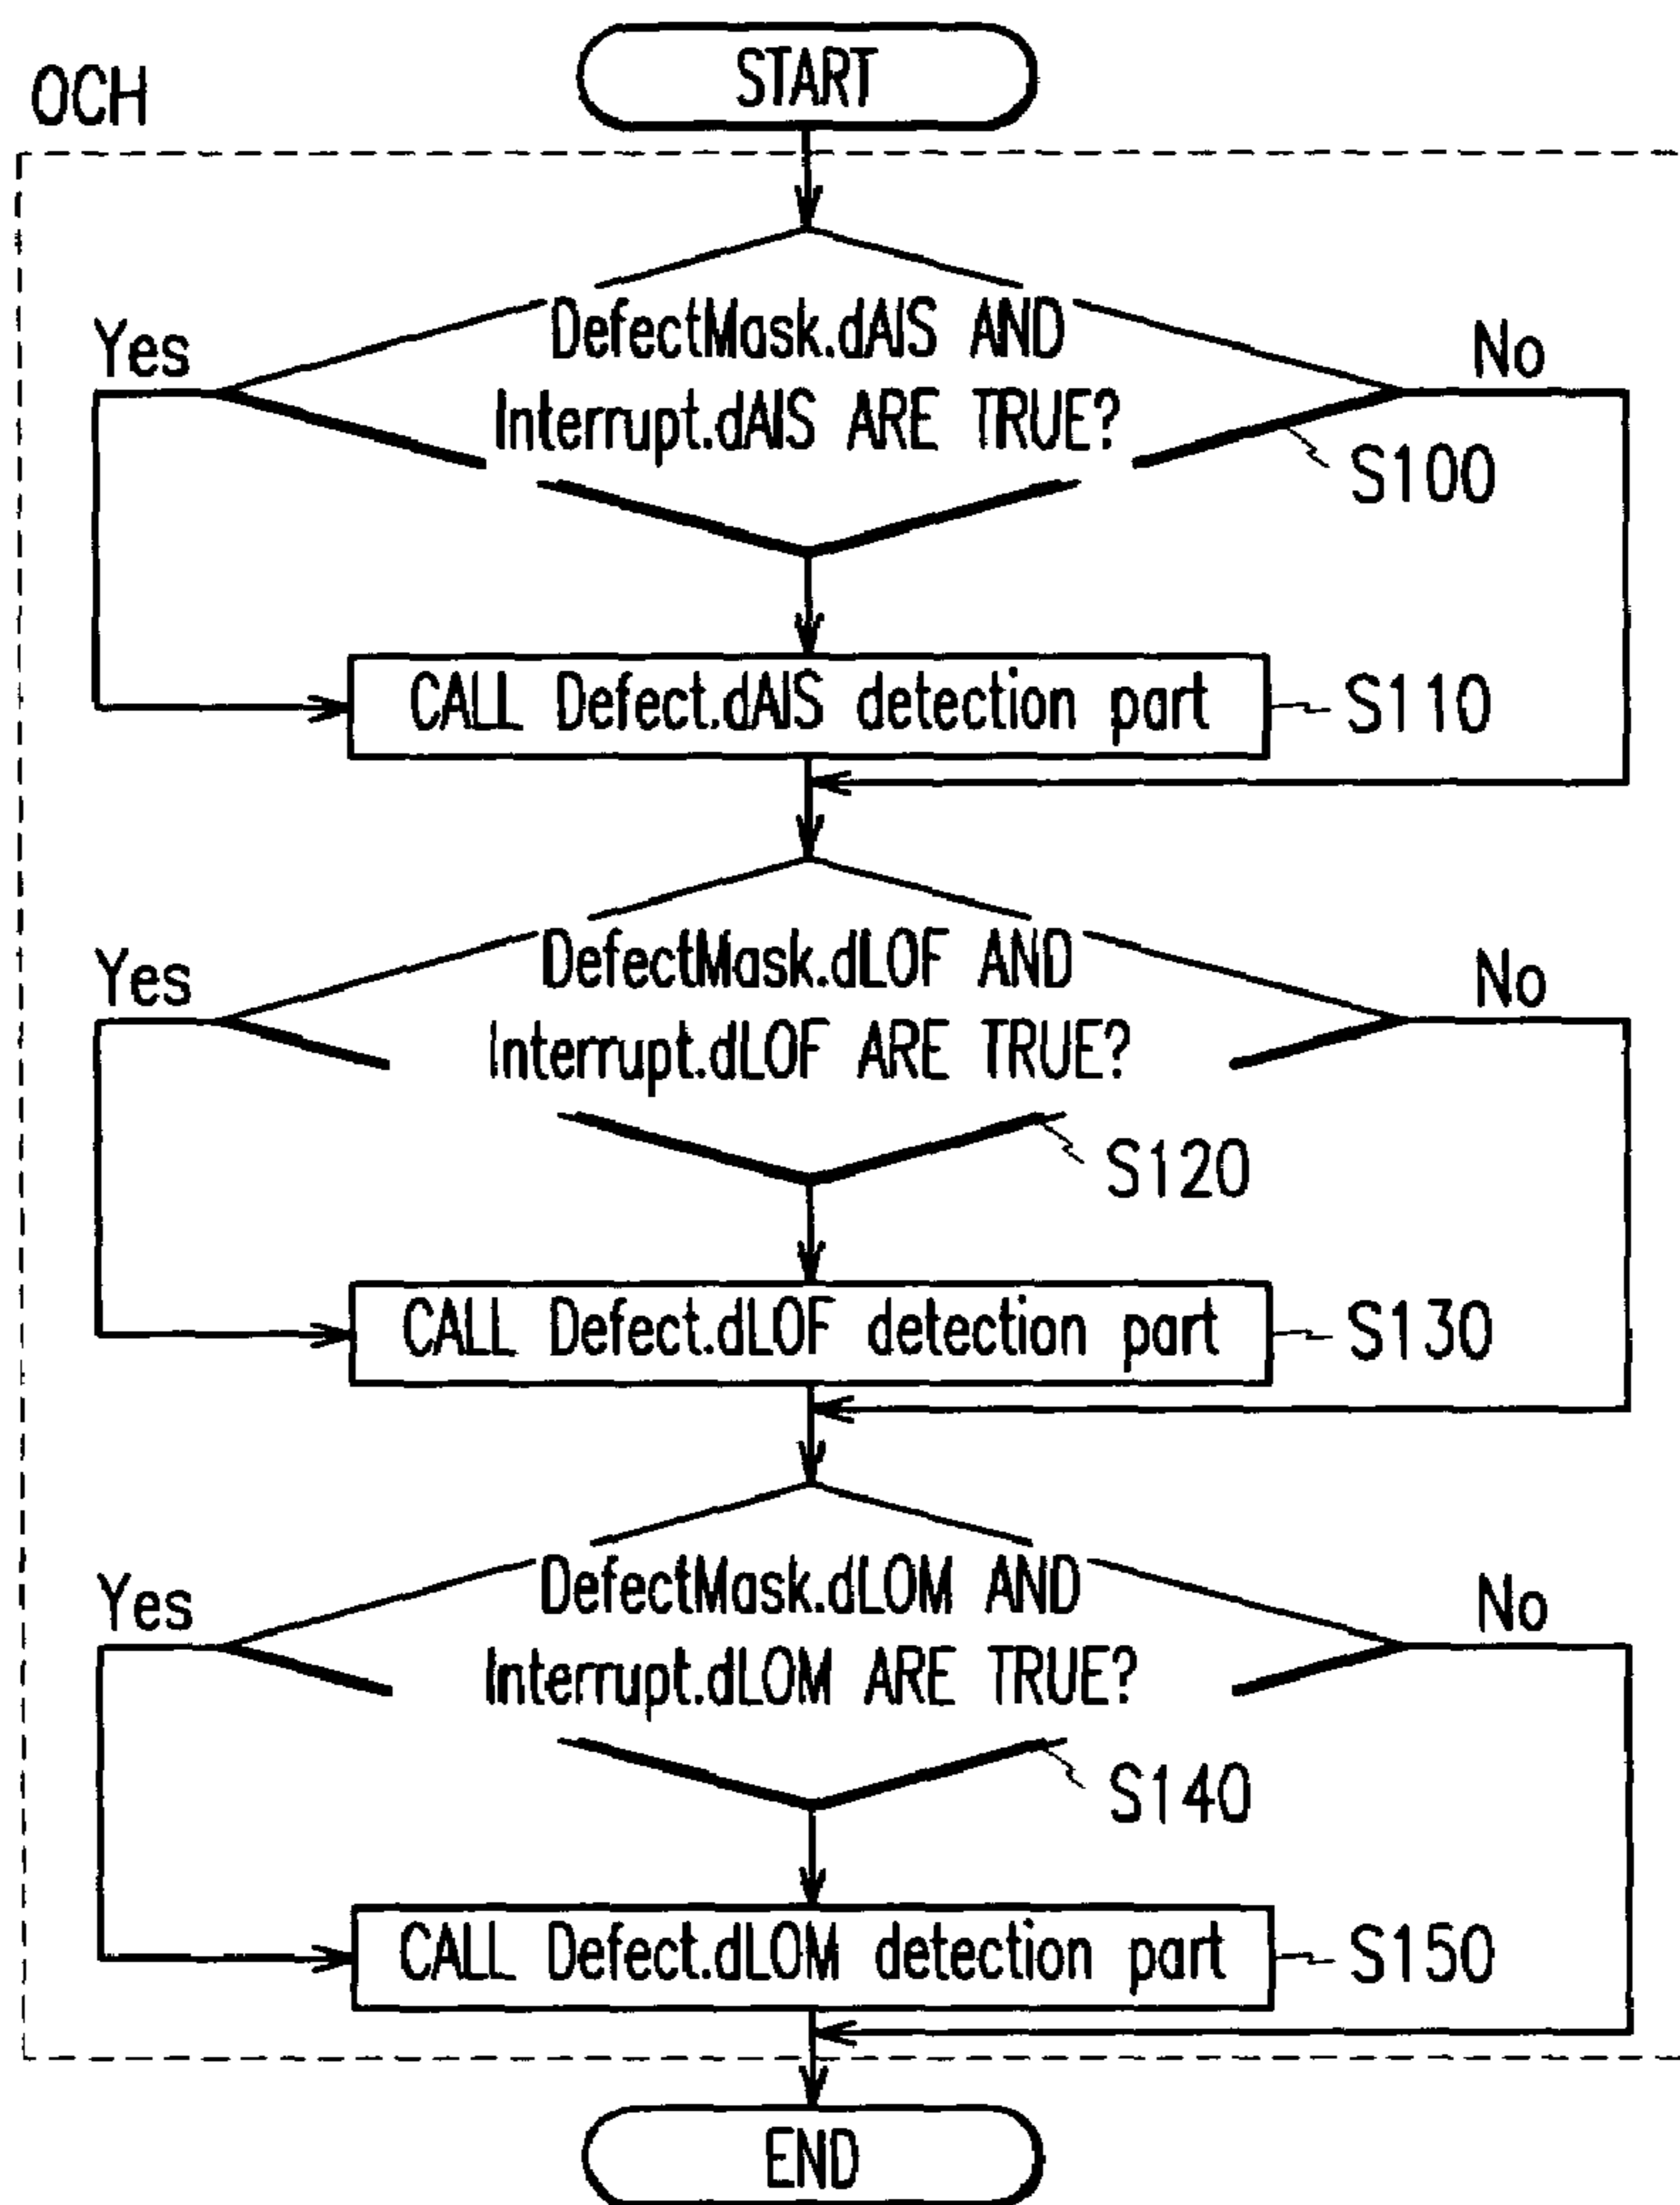 START
OCH
DefectMask.dAIS AND
Yes
No
Interrupt.dAIS ARE TRUE?
S100
CALL Defect.dAIS detection part
S110
DefectMask.dLOF AND
Yes
No
Interrupt.dLOF ARE TRUE?
S120
CALL Defect.dLOF detection part
S130
DefectMask.dLOM AND
Yes
No
Interrupt.dLOM ARE TRUE?
S140
CALL Defect.dLOM detection part
S150
END